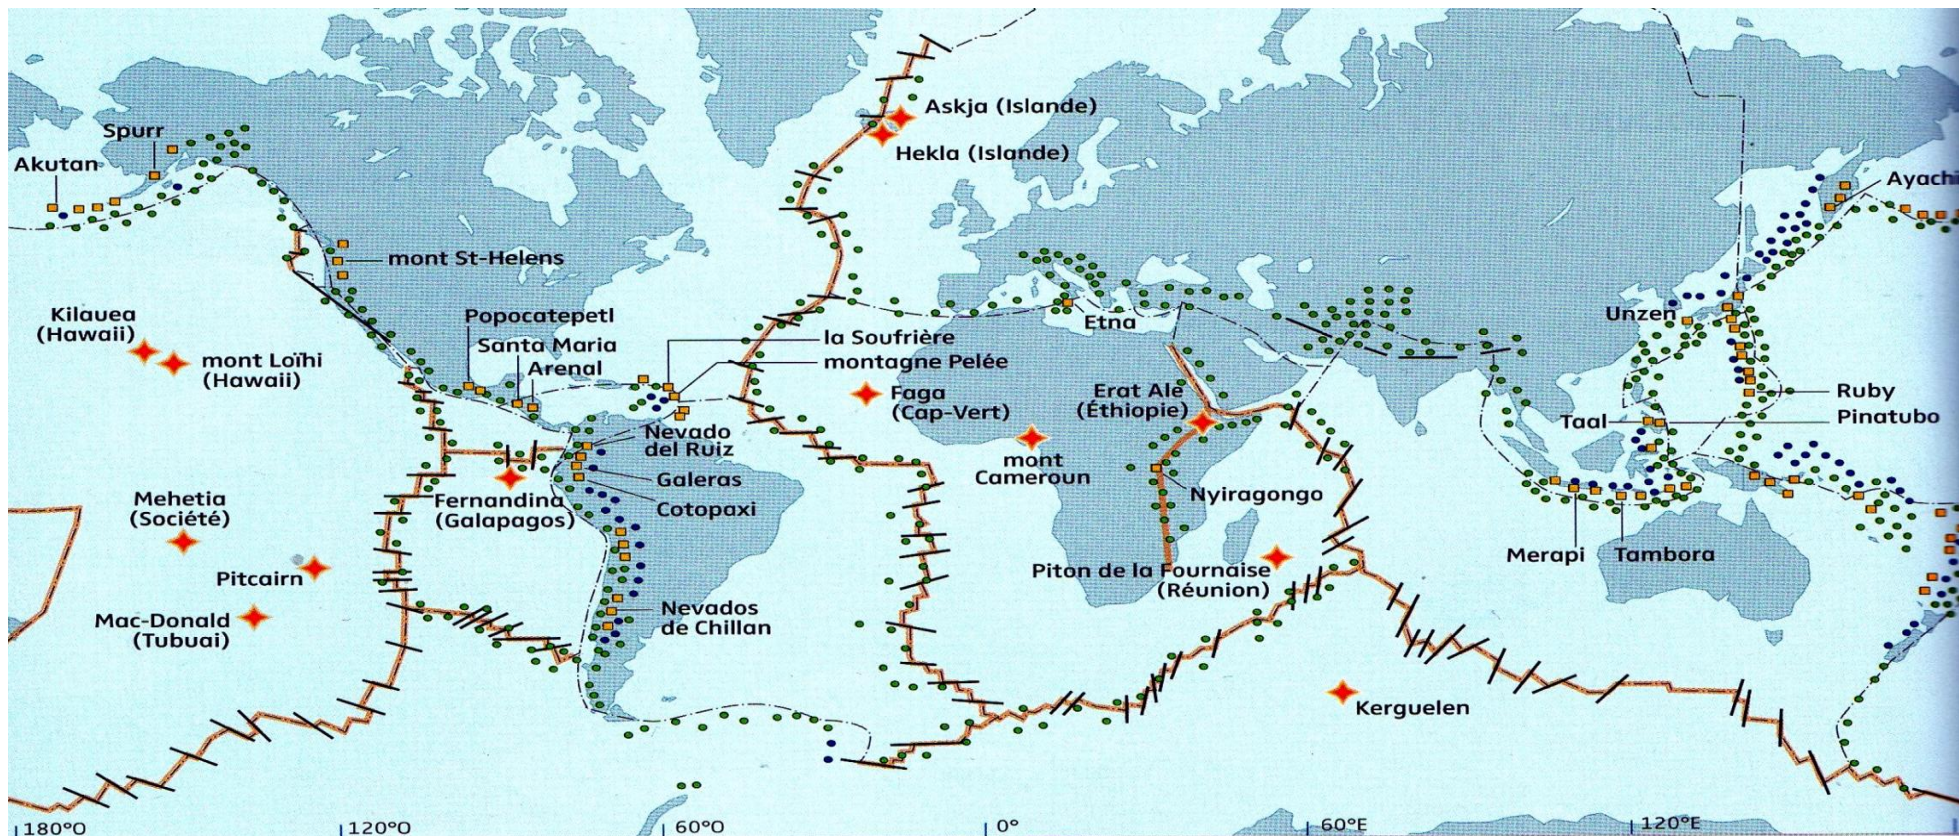 Askja (Islande)
Hekla (Islande)
Spurr
Akutan
Ayachi
mont St-Helens
Kilauea
(Hawaii)
mont Loïhi
(Hawaii)
Popocatepetl
Santa Maria
Arenal
la Soufrière
montagne Pelée
Etna
Unzen
Faga
(Cap-Vert)
Erat Ale
(Éthiopie)
Ruby
Pinatubo
Taal
Nevado
del Ruiz
Galeras
Cotopaxi
mont
Cameroun
Nyiragongo
Mehetia
(Société)
Fernandina
(Galapagos)
Pitcairn
Mac-Donald
(Tubuai)
Nevados
de Chillan
Piton de la Fournaise
(Réunion)
Merapi
Tambora
Kerguelen
180°O
120°O
60°O
0°
60°E
120°E